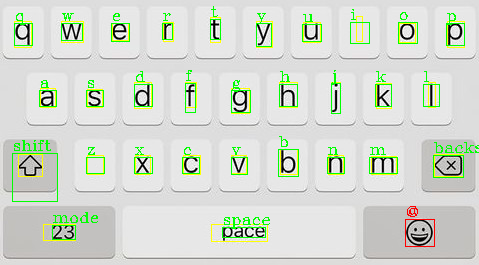 q w e r t y u i o p
q w e r t y u o p
a s d f g h j k l
a s d f g h j k l
shift z x c v b n m backs
x c v b n m
mode space @
23 pace